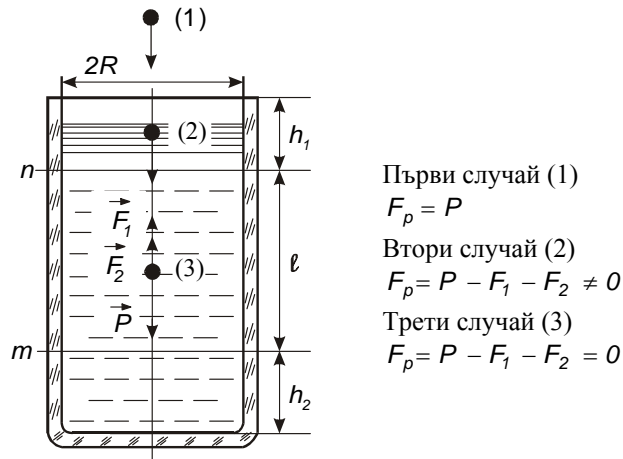 (1)
2R
(2)
h₁
n
F₁
F₂
(3)
ℓ
P
m
h₂
Първи случай (1)
Fₚ = P
Втори случай (2)
Fₚ = P − F₁ − F₂ ≠ 0
Трети случай (3)
Fₚ = P − F₁ − F₂ = 0